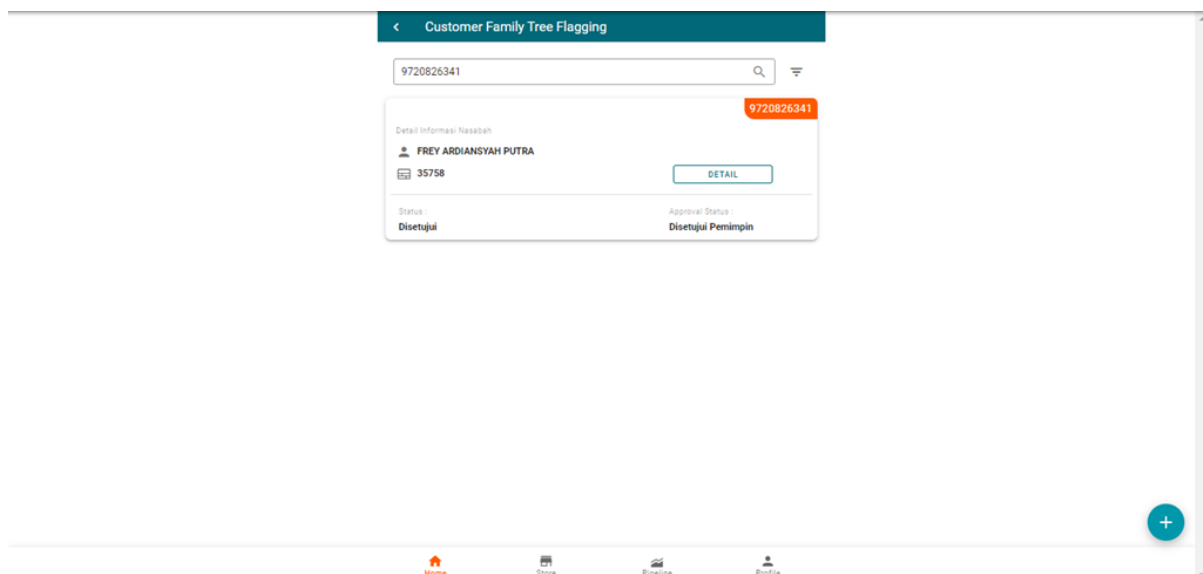 Customer Family Tree Flagging
9720826341
9720826341
Detail Informasi Nasabah
FREY ARDIANSYAH PUTRA
35758
DETAIL
Status :
Approval Status :
Disetujui
Disetujui Pemimpin
Home
Store
Pipeline
Profile